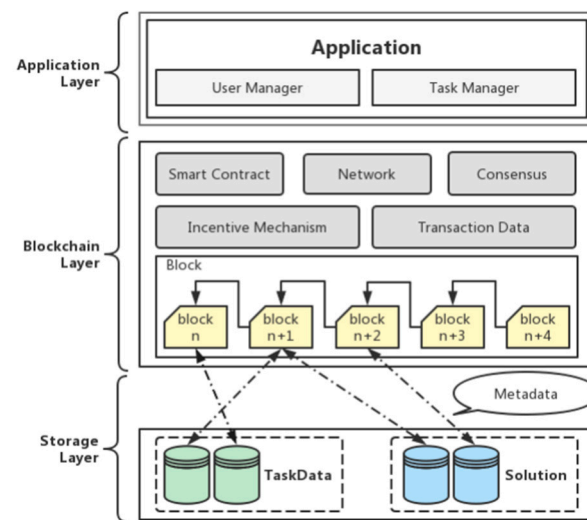 Application
Layer
Application
User Manager
Task Manager
Blockchain
Layer
Smart Contract
Network
Consensus
Incentive Mechanism
Transaction Data
Block
block
n
block
n+1
block
n+2
block
n+3
block
n+4
Storage
Layer
Metadata
TaskData
Solution